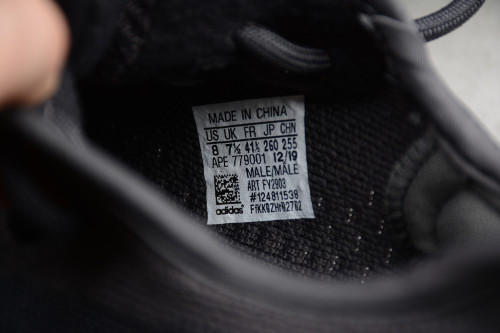 MADE IN CHINA
US UK FR JP CHN
8 7½ 41⅓ 260 255
APE 779001 12/19
MALE/MALE
ART FY2903
#124811538
adidas